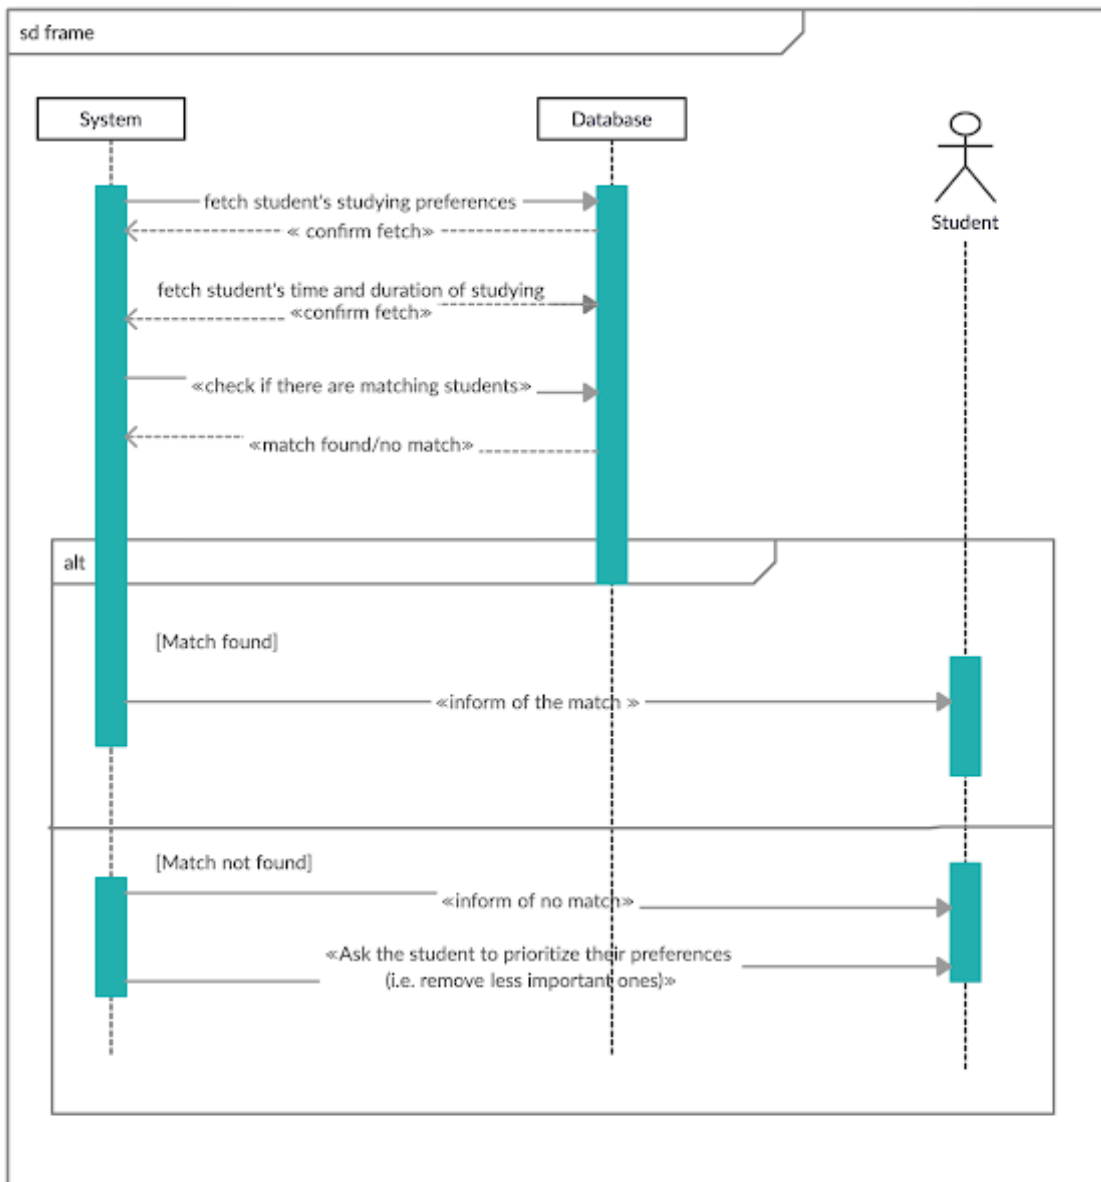 sd frame
System
Database
Student
fetch student's studying preferences
« confirm fetch»
fetch student's time and duration of studying
«confirm fetch»
«check if there are matching students»
«match found/no match»
alt
[Match found]
«inform of the match »
[Match not found]
«inform of no match»
«Ask the student to prioritize their preferences
(i.e. remove less important ones)»